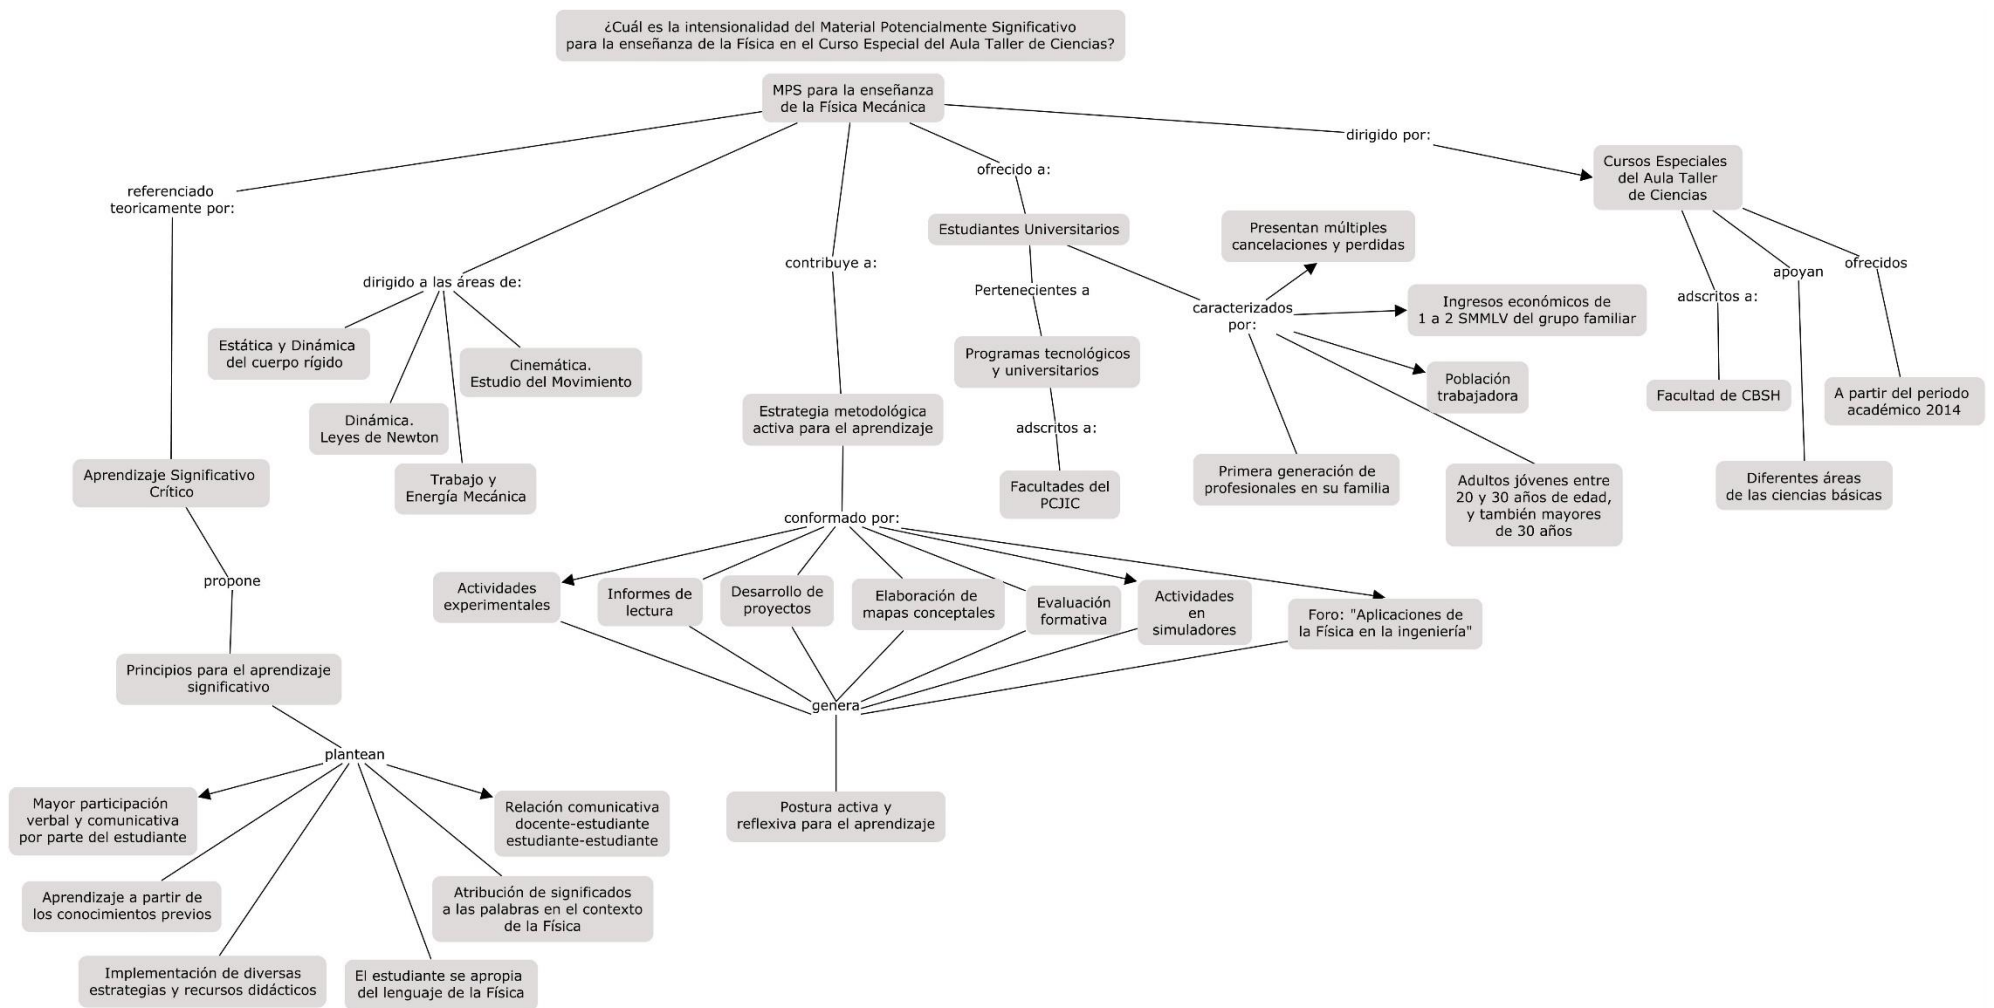 ¿Cuál es la intensionalidad del Material Potencialmente Significativo
para la enseñanza de la Física en el Curso Especial del Aula Taller de Ciencias?
MPS para la enseñanza
de la Física Mecánica
referenciado
teoricamente por:
Aprendizaje Significativo
Crítico
propone
Principios para el aprendizaje
significativo
plantean
Mayor participación
verbal y comunicativa
por parte del estudiante
Aprendizaje a partir de
los conocimientos previos
Implementación de diversas
estrategias y recursos didácticos
El estudiante se apropia
del lenguaje de la Física
Atribución de significados
a las palabras en el contexto
de la Física
Relación comunicativa
docente-estudiante
estudiante-estudiante
dirigido a las áreas de:
Estática y Dinámica
del cuerpo rígido
Dinámica.
Leyes de Newton
Trabajo y
Energía Mecánica
Cinemática.
Estudio del Movimiento
contribuye a:
Estrategia metodológica
activa para el aprendizaje
conformado por:
Actividades
experimentales
Informes de
lectura
Desarrollo de
proyectos
Elaboración de
mapas conceptales
Evaluación
formativa
Actividades
en
simuladores
Foro: "Aplicaciones de
la Física en la ingeniería"
genera
Postura activa y
reflexiva para el aprendizaje
ofrecido a:
Estudiantes Universitarios
Pertenecientes a
Programas tecnológicos
y universitarios
adscritos a:
Facultades del
PCJIC
caracterizados
por:
Presentan múltiples
cancelaciones y perdidas
Ingresos económicos de
1 a 2 SMMLV del grupo familiar
Población
trabajadora
Adultos jóvenes entre
20 y 30 años de edad,
y también mayores
de 30 años
Primera generación de
profesionales en su familia
dirigido por:
Cursos Especiales
del Aula Taller
de Ciencias
adscritos a:
Facultad de CBSH
apoyan
Diferentes áreas
de las ciencias básicas
ofrecidos
A partir del periodo
académico 2014